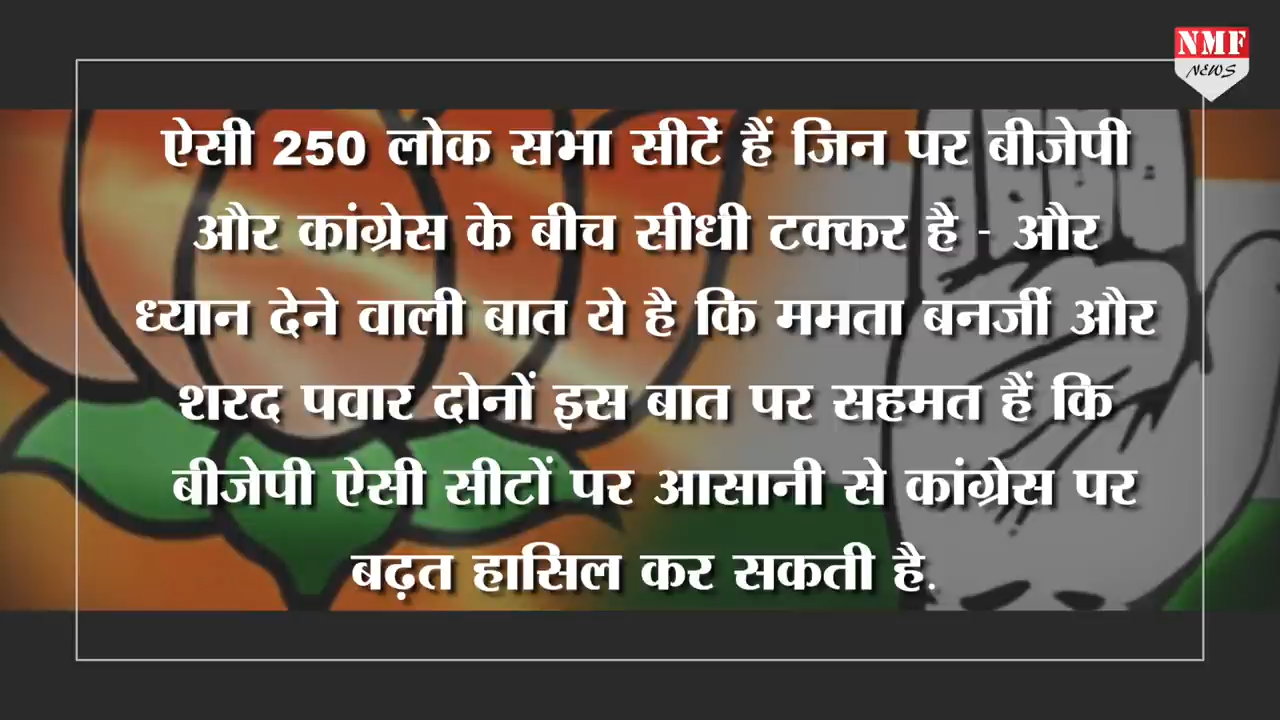 NMF
NEWS
ऐसी 250 लोक सभा सीटें हैं जिन पर बीजेपी
और कांग्रेस के बीच सीधी टक्कर है - और
ध्यान देने वाली बात ये है कि ममता बनर्जी और
शरद पवार दोनों इस बात पर सहमत हैं कि
बीजेपी ऐसी सीटों पर आसानी से कांग्रेस पर
बढ़त हासिल कर सकती है.